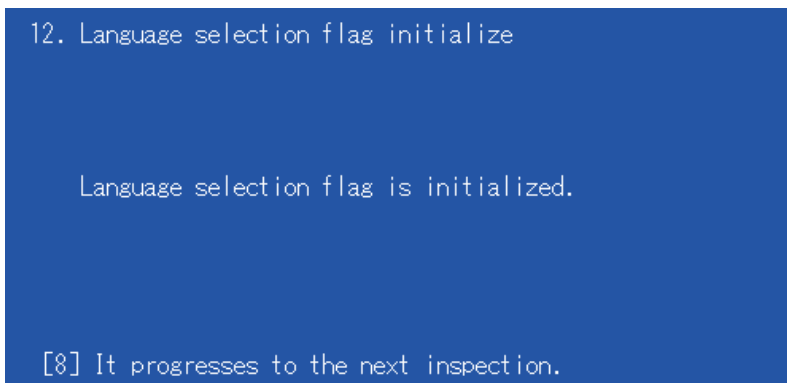 12. Language selection flag initialize
Language selection flag is initialized.
[8] It progresses to the next inspection.